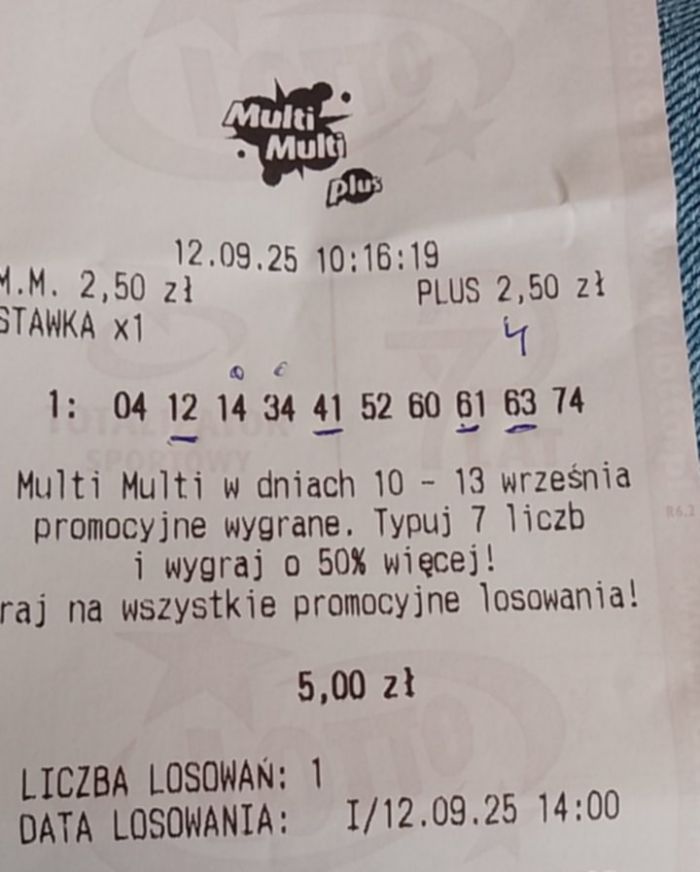 Multi
Multi
plus
12.09.25 10:16:19
M.M. 2,50 zł PLUS 2,50 zł
STAWKA x1
4
1: 04 12 14 34 41 52 60 61 63 74
Multi Multi w dniach 10 - 13 września
promocyjne wygrane. Typuj 7 liczb
i wygraj o 50% więcej!
raj na wszystkie promocyjne losowania!
5,00 zł
LICZBA LOSOWAŃ: 1
DATA LOSOWANIA: I/12.09.25 14:00